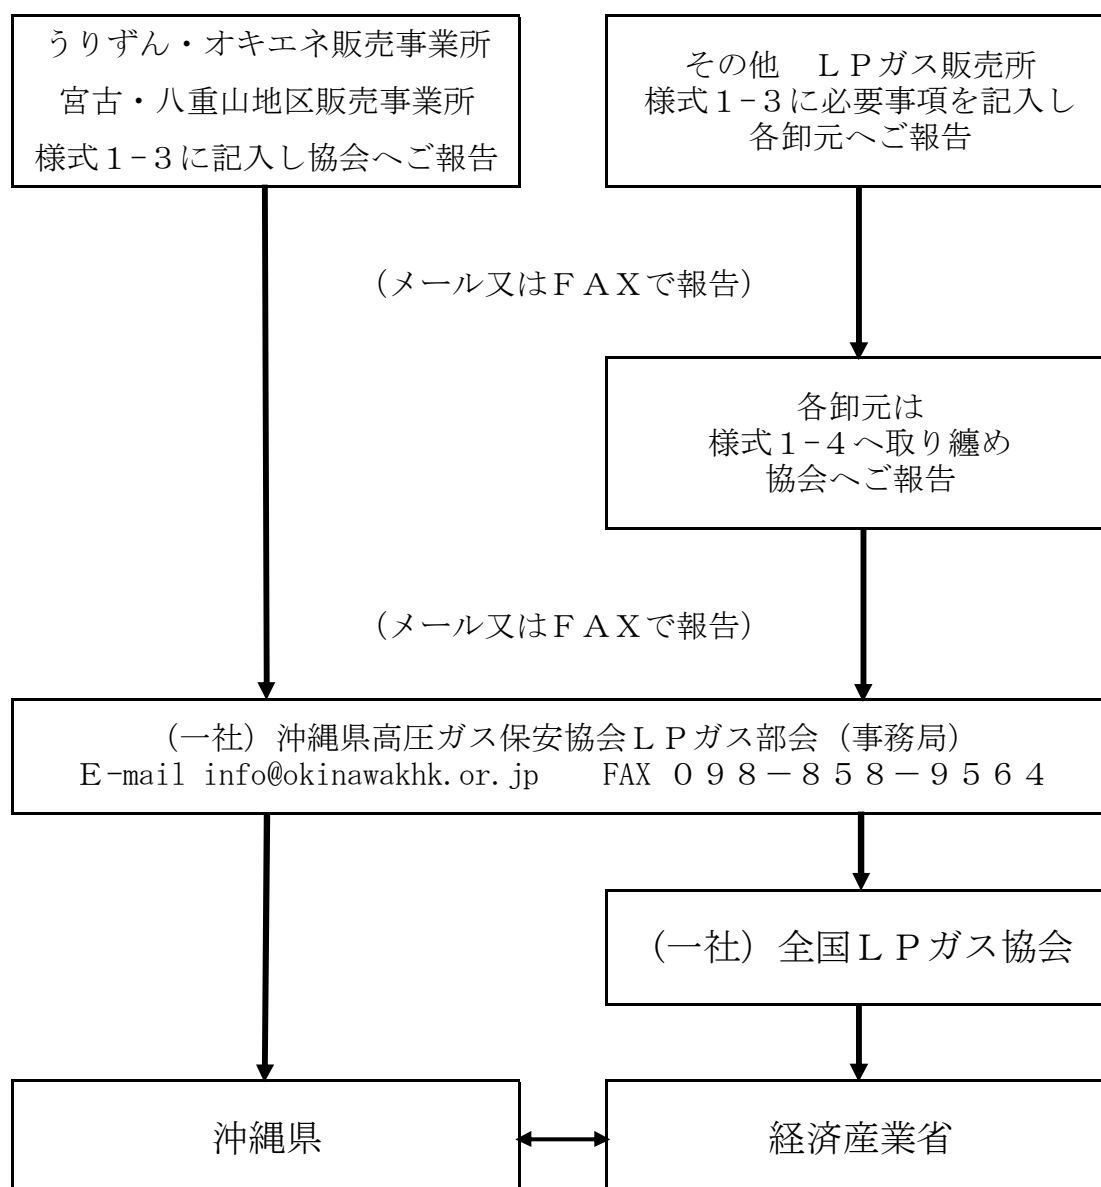 うりずん・オキエネ販売事業所
宮古・八重山地区販売事業所
様式１−３に記入し協会へご報告
その他　ＬＰガス販売所
様式１−３に必要事項を記入し
各卸元へご報告
（メール又はＦＡＸで報告）
各卸元は
様式１−４へ取り纏め
協会へご報告
（メール又はＦＡＸで報告）
（一社）沖縄県高圧ガス保安協会ＬＰガス部会（事務局）
Ｅ-mail info@okinawakhk.or.jp　　FAX ０９８－８５８－９５６４
（一社）全国ＬＰガス協会
沖縄県
経済産業省